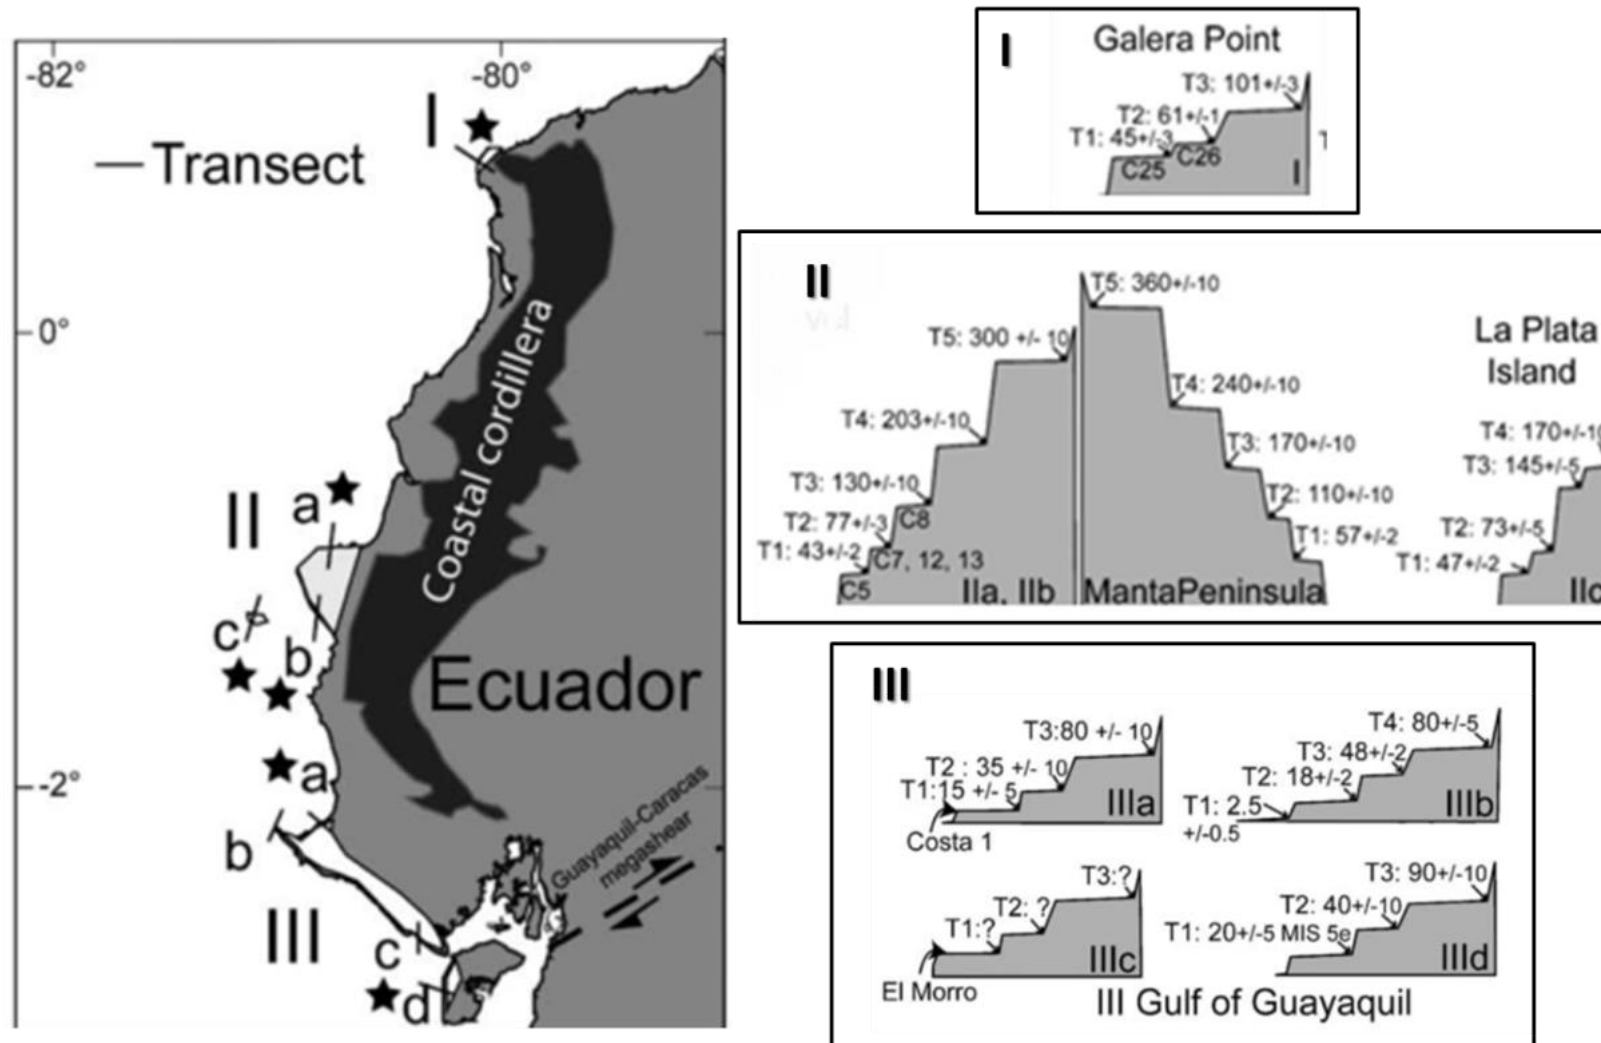 -82°
-80°
I
Transect
0°
Coastal cordillera
II
a
c
b
Ecuador
a
-2°
Guayaquil-Caracas
megashear
b
III
c
d
I
Galera Point
T3: 101+/-3
T2: 61+/-1
T1: 45+/-3
C26
C25
I
II
T5: 360+/-10
T5: 300 +/- 10
T4: 240+/-10
T4: 203+/-10
T3: 170+/-10
T3: 130+/-10
T2: 110+/-10
C8
T2: 77+/-3
T1: 57+/-2
T1: 43+/-2
C7, 12, 13
C5
IIa, IIb
MantaPeninsula
La Plata
Island
T4: 170+/-10
T3: 145+/-5
T2: 73+/-5
T1: 47+/-2
IIc
III
T3:80 +/- 10
T2 : 35 +/- 10
T1:15 +/- 5
IIIa
Costa 1
T4: 80+/-5
T3: 48+/-2
T2: 18+/-2
T1: 2.5
+/-0.5
IIIb
T3:?
T2: ?
T1:?
IIIc
El Morro
T3: 90+/-10
T2: 40+/-10
T1: 20+/-5 MIS 5e
IIId
III Gulf of Guayaquil